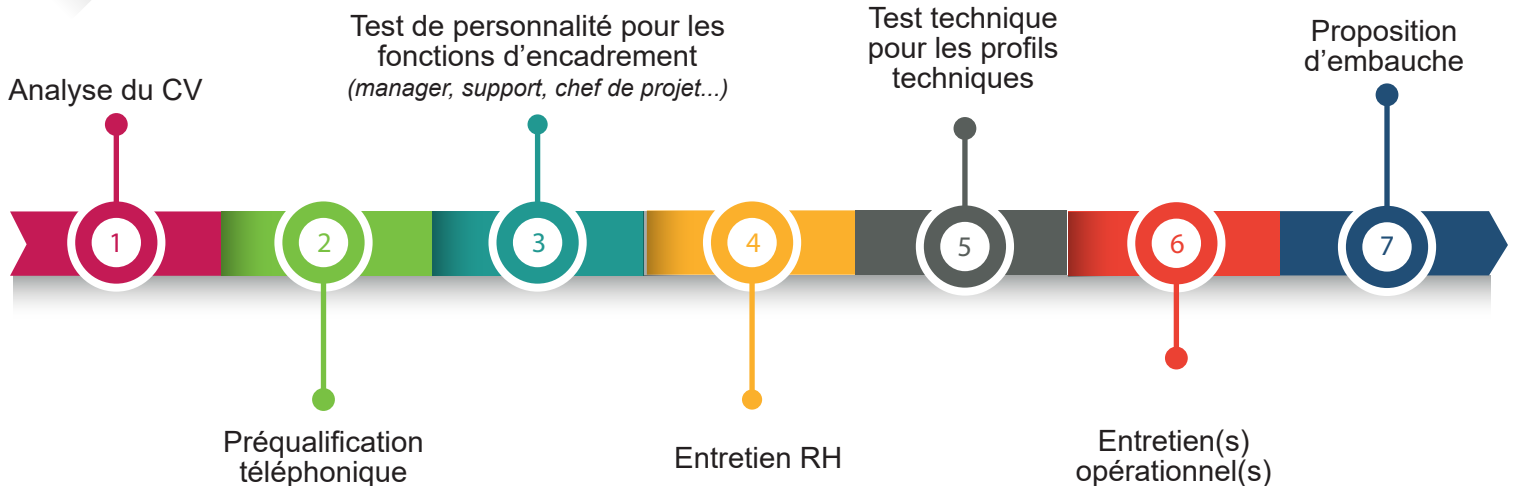 Analyse du CV
1
2
Préqualification
téléphonique
Test de personnalité pour les
fonctions d'encadrement
(manager, support, chef de projet...)
3
4
Entretien RH
Test technique
pour les profils
techniques
5
6
Entretien(s)
opérationnel(s)
Proposition
d'embauche
7